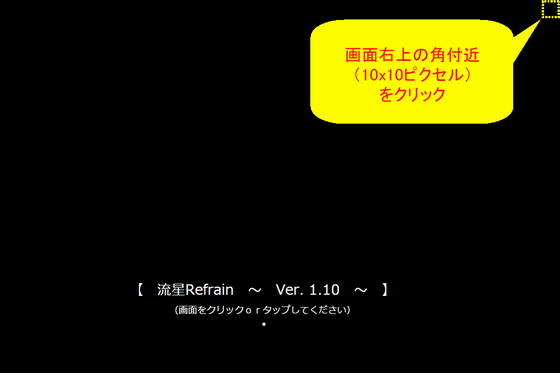 画面右上の角付近
（10x10ピクセル）
をクリック
【　流星Refrain　～　Ver. 1.10　～　】
（画面をクリックｏｒタップしてください）
*